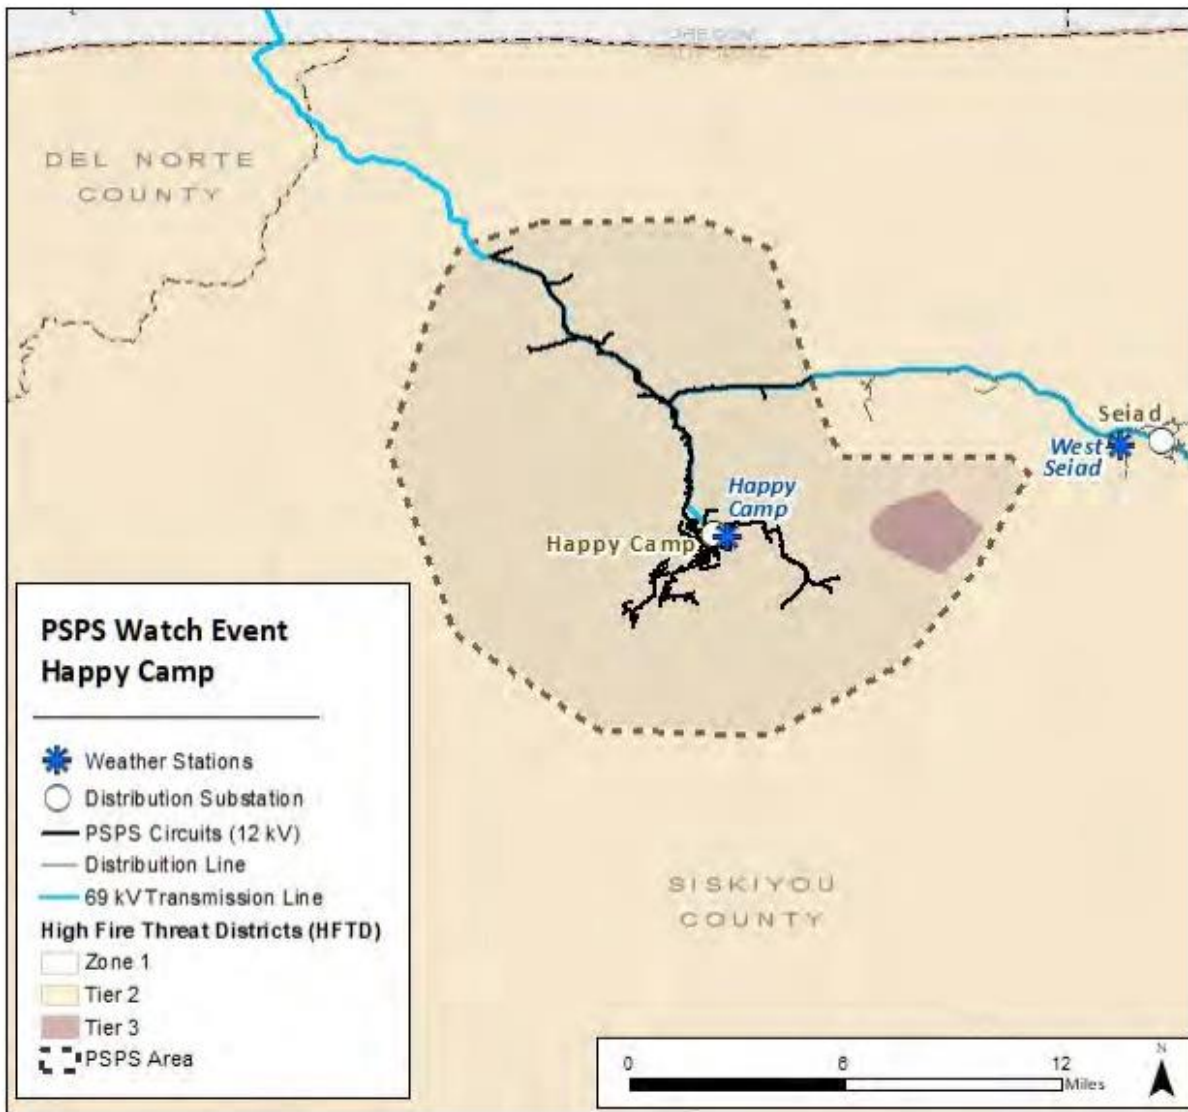 OREGON
DEL NORTE
COUNTY
Seiad
West
Seiad
Happy
Camp
Happy Camp
PSPS Watch Event
Happy Camp
Weather Stations
Distribution Substation
PSPS Circuits (12 kV)
Distribuition Line
69 kV Transmission Line
High Fire Threat Districts (HFTD)
Zone 1
Tier 2
Tier 3
PSPS Area
SISKIYOU
COUNTY
0
6
12
Miles
N